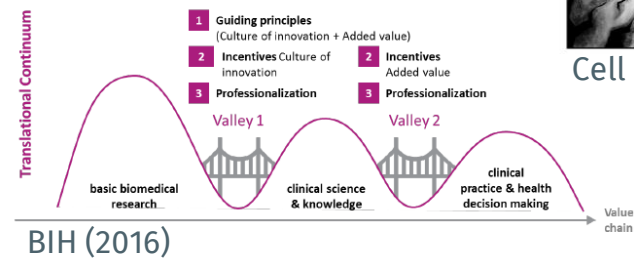 1 Guiding principles
(Culture of innovation + Added value)
2 Incentives Culture of
innovation
2 Incentives
Added value
3 Professionalization
3 Professionalization
Translational Continuum
Valley 1
Valley 2
basic biomedical
research
clinical science
& knowledge
clinical
practice & health
decision making
Value
chain
BIH (2016)
Cell